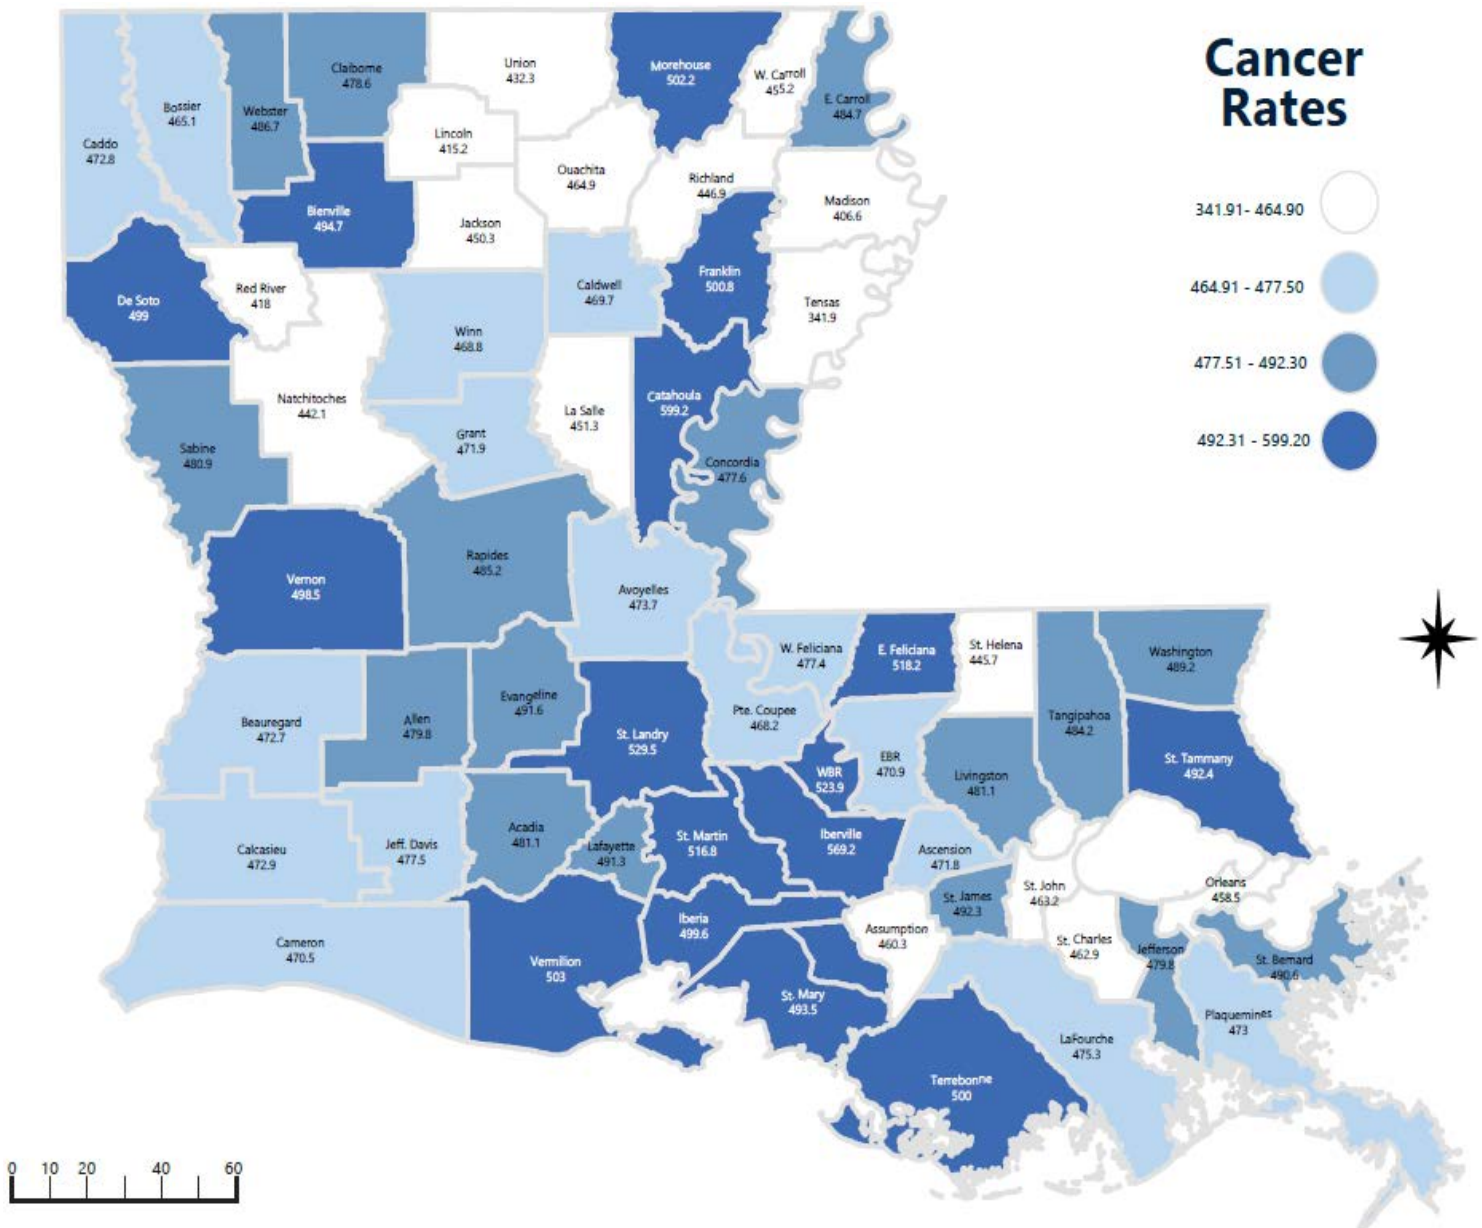 Cancer
Rates
341.91- 464.90
464.91 - 477.50
477.51 - 492.30
492.31 - 599.20
Caddo
472.8
Bossier
465.1
Webster
486.7
Claiborne
478.6
Union
432.3
Morehouse
502.2
W. Carroll
455.2
E. Carroll
484.7
Lincoln
415.2
Ouachita
464.9
Richland
446.9
Madison
406.6
Bienville
494.7
Jackson
450.3
De Soto
499
Red River
418
Caldwell
469.7
Franklin
500.8
Tensas
341.9
Winn
468.8
Natchitoches
442.1
La Salle
451.3
Catahoula
599.2
Sabine
480.9
Grant
471.9
Concordia
477.6
Vernon
498.5
Rapides
485.2
Avoyelles
473.7
W. Feliciana
477.4
E. Feliciana
518.2
St. Helena
445.7
Washington
489.2
Beauregard
472.7
Allen
479.8
Evangeline
491.6
St. Landry
529.5
Pte. Coupee
468.2
Tangipahoa
484.2
WBR
523.9
EBR
470.9
Livingston
481.1
St. Tammany
492.4
Calcasieu
472.9
Jeff. Davis
477.5
Acadia
481.1
Lafayette
491.3
St. Martin
516.8
Iberville
569.2
Ascension
471.8
St. James
492.3
St. John
463.2
Orleans
458.5
Cameron
470.5
Vermilion
503
Iberia
499.6
Assumption
460.3
St. Charles
462.9
Jefferson
479.8
St. Bernard
490.6
St. Mary
493.5
Plaquemines
473
LaFourche
475.3
Terrebonne
500
0 10 20 40 60